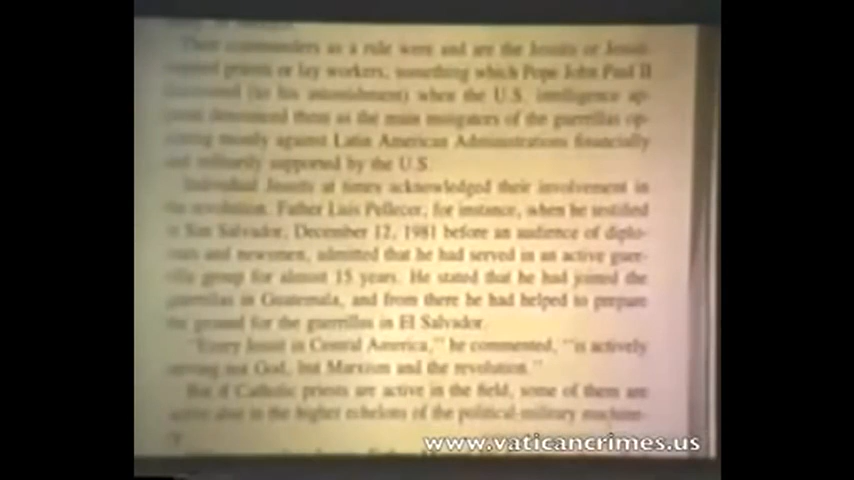 Their commanders as a rule were and are the Jesuits or Jesuit
priests or lay workers, something which Pope John Paul II
discovered (to his astonishment) when the U.S. intelligence ap-
denounced them as the main instigators of the guerrillas op-
erating mostly against Latin American Administrations financially
and militarily supported by the U.S.
Individual Jesuits at times acknowledged their involvement in
the revolution. Father Luis Pellecer, for instance, when he testified
in San Salvador, December 12, 1981 before an audience of diplo-
mats and newsmen, admitted that he had served in an active guer-
rilla group for almost 15 years. He stated that he had joined the
guerrillas in Guatemala, and from there he had helped to prepare
the ground for the guerrillas in El Salvador.
"Every Jesuit in Central America," he commented, "is actively
serving not God, but Marxism and the revolution."
But if Catholic priests are active in the field, some of them are
active also in the higher echelons of the political-military machine-
www.vaticancrimes.us